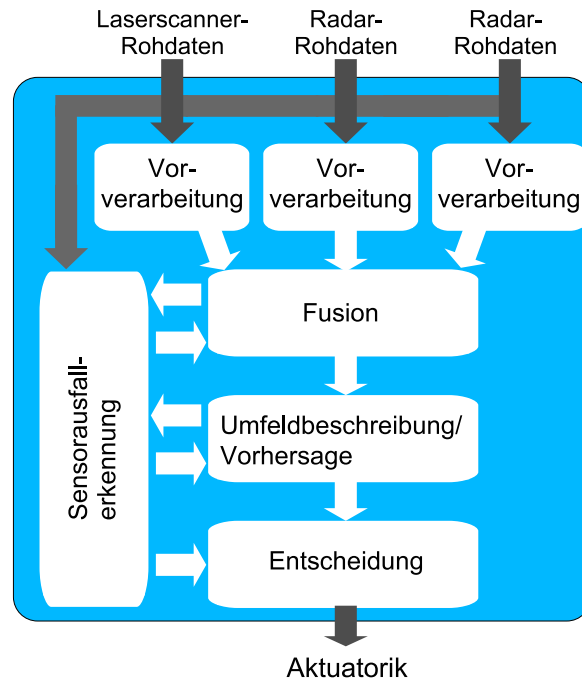 Laserscanner-
Rohdaten
Radar-
Rohdaten
Radar-
Rohdaten
Vor-
verarbeitung
Vor-
verarbeitung
Vor-
verarbeitung
Fusion
Sensorausfall-
erkennung
Umfeldbeschreibung/
Vorhersage
Entscheidung
Aktuatorik